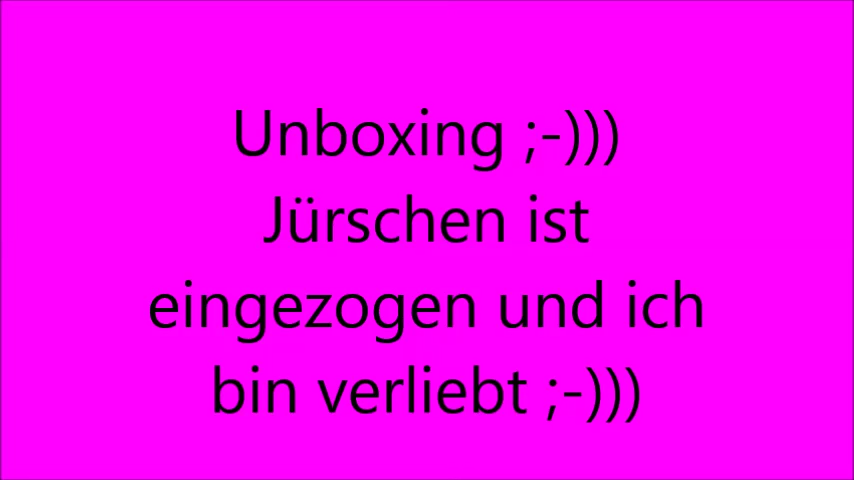 Unboxing ;-)))
Jürschen ist
eingezogen und ich
bin verliebt ;-)))